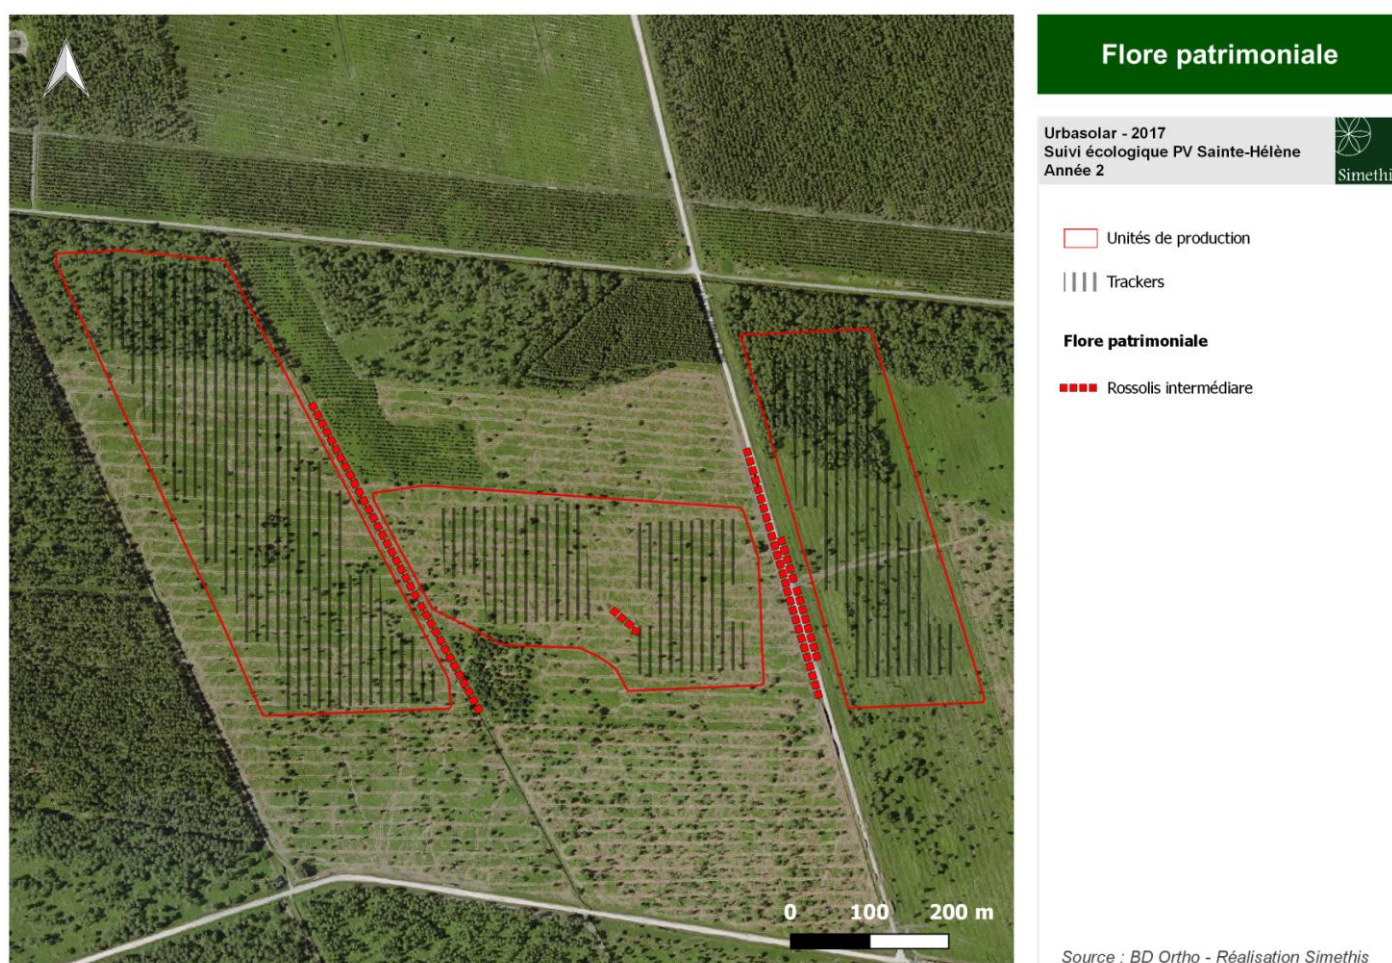 Flore patrimoniale
Urbasolar - 2017
Suivi écologique PV Sainte-Hélène
Année 2
Simethi
Unités de production
Trackers
Flore patrimoniale
Rossolis intermédiare
0 100 200 m
Source : BD Ortho - Réalisation Simethis